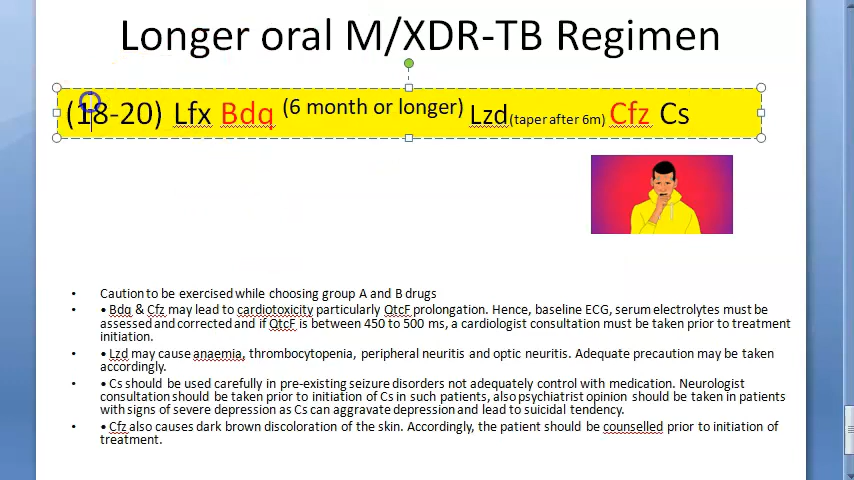 Longer oral M/XDR-TB Regimen
(18-20) Lfx Bdq (6 month or longer) Lzd(taper after 6m) Cfz Cs
• Caution to be exercised while choosing group A and B drugs
• • Bdq & Cfz may lead to cardiotoxicity particularly QtcF prolongation. Hence, baseline ECG, serum electrolytes must be
assessed and corrected and if QtcF is between 450 to 500 ms, a cardiologist consultation must be taken prior to treatment
initiation.
• • Lzd may cause anaemia, thrombocytopenia, peripheral neuritis and optic neuritis. Adequate precaution may be taken
accordingly.
• • Cs should be used carefully in pre-existing seizure disorders not adequately control with medication. Neurologist
consultation should be taken prior to initiation of Cs in such patients, also psychiatrist opinion should be taken in patients
with signs of severe depression as Cs can aggravate depression and lead to suicidal tendency.
• • Cfz also causes dark brown discoloration of the skin. Accordingly, the patient should be counselled prior to initiation of
treatment.